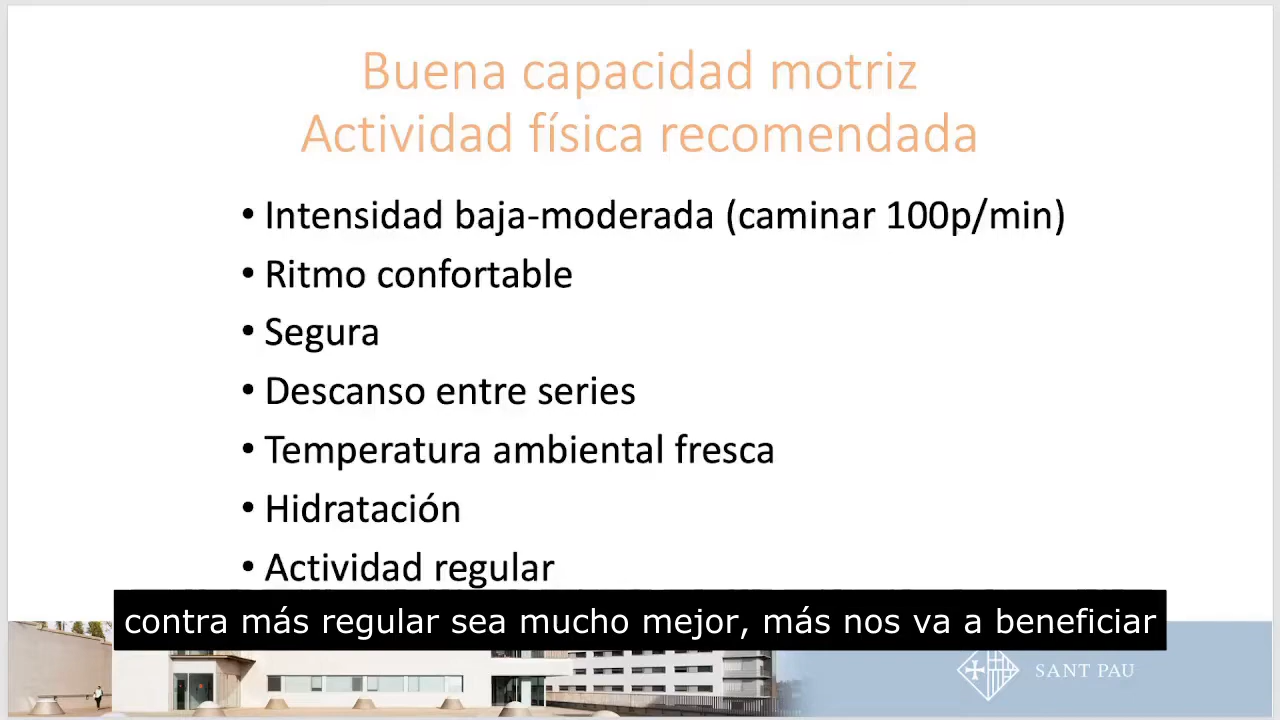 Buena capacidad motriz
Actividad física recomendada
• Intensidad baja-moderada (caminar 100p/min)
• Ritmo confortable
• Segura
• Descanso entre series
• Temperatura ambiental fresca
• Hidratación
• Actividad regular
contra más regular sea mucho mejor, más nos va a beneficiar
SANT PAU